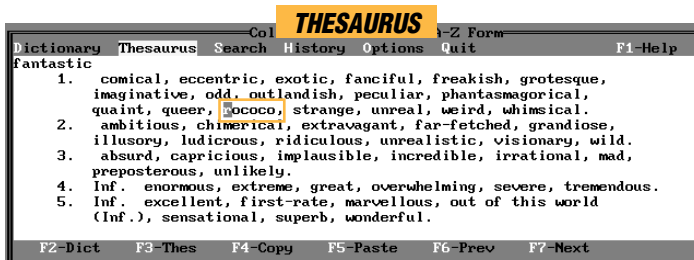 THESAURUS
Col A-Z Form
Dictionary Thesaurus Search History Options Quit F1-Help
fantastic
1. comical, eccentric, exotic, fanciful, freakish, grotesque,
imaginative, odd, outlandish, peculiar, phantasmagorical,
quaint, queer, rococo, strange, unreal, weird, whimsical.
2. ambitious, chimerical, extravagant, far-fetched, grandiose,
illusory, ludicrous, ridiculous, unrealistic, visionary, wild.
3. absurd, capricious, implausible, incredible, irrational, mad,
preposterous, unlikely.
4. Inf. enormous, extreme, great, overwhelming, severe, tremendous.
5. Inf. excellent, first-rate, marvellous, out of this world
(Inf.), sensational, superb, wonderful.
F2-Dict F3-Thes F4-Copy F5-Paste F6-Prev F7-Next